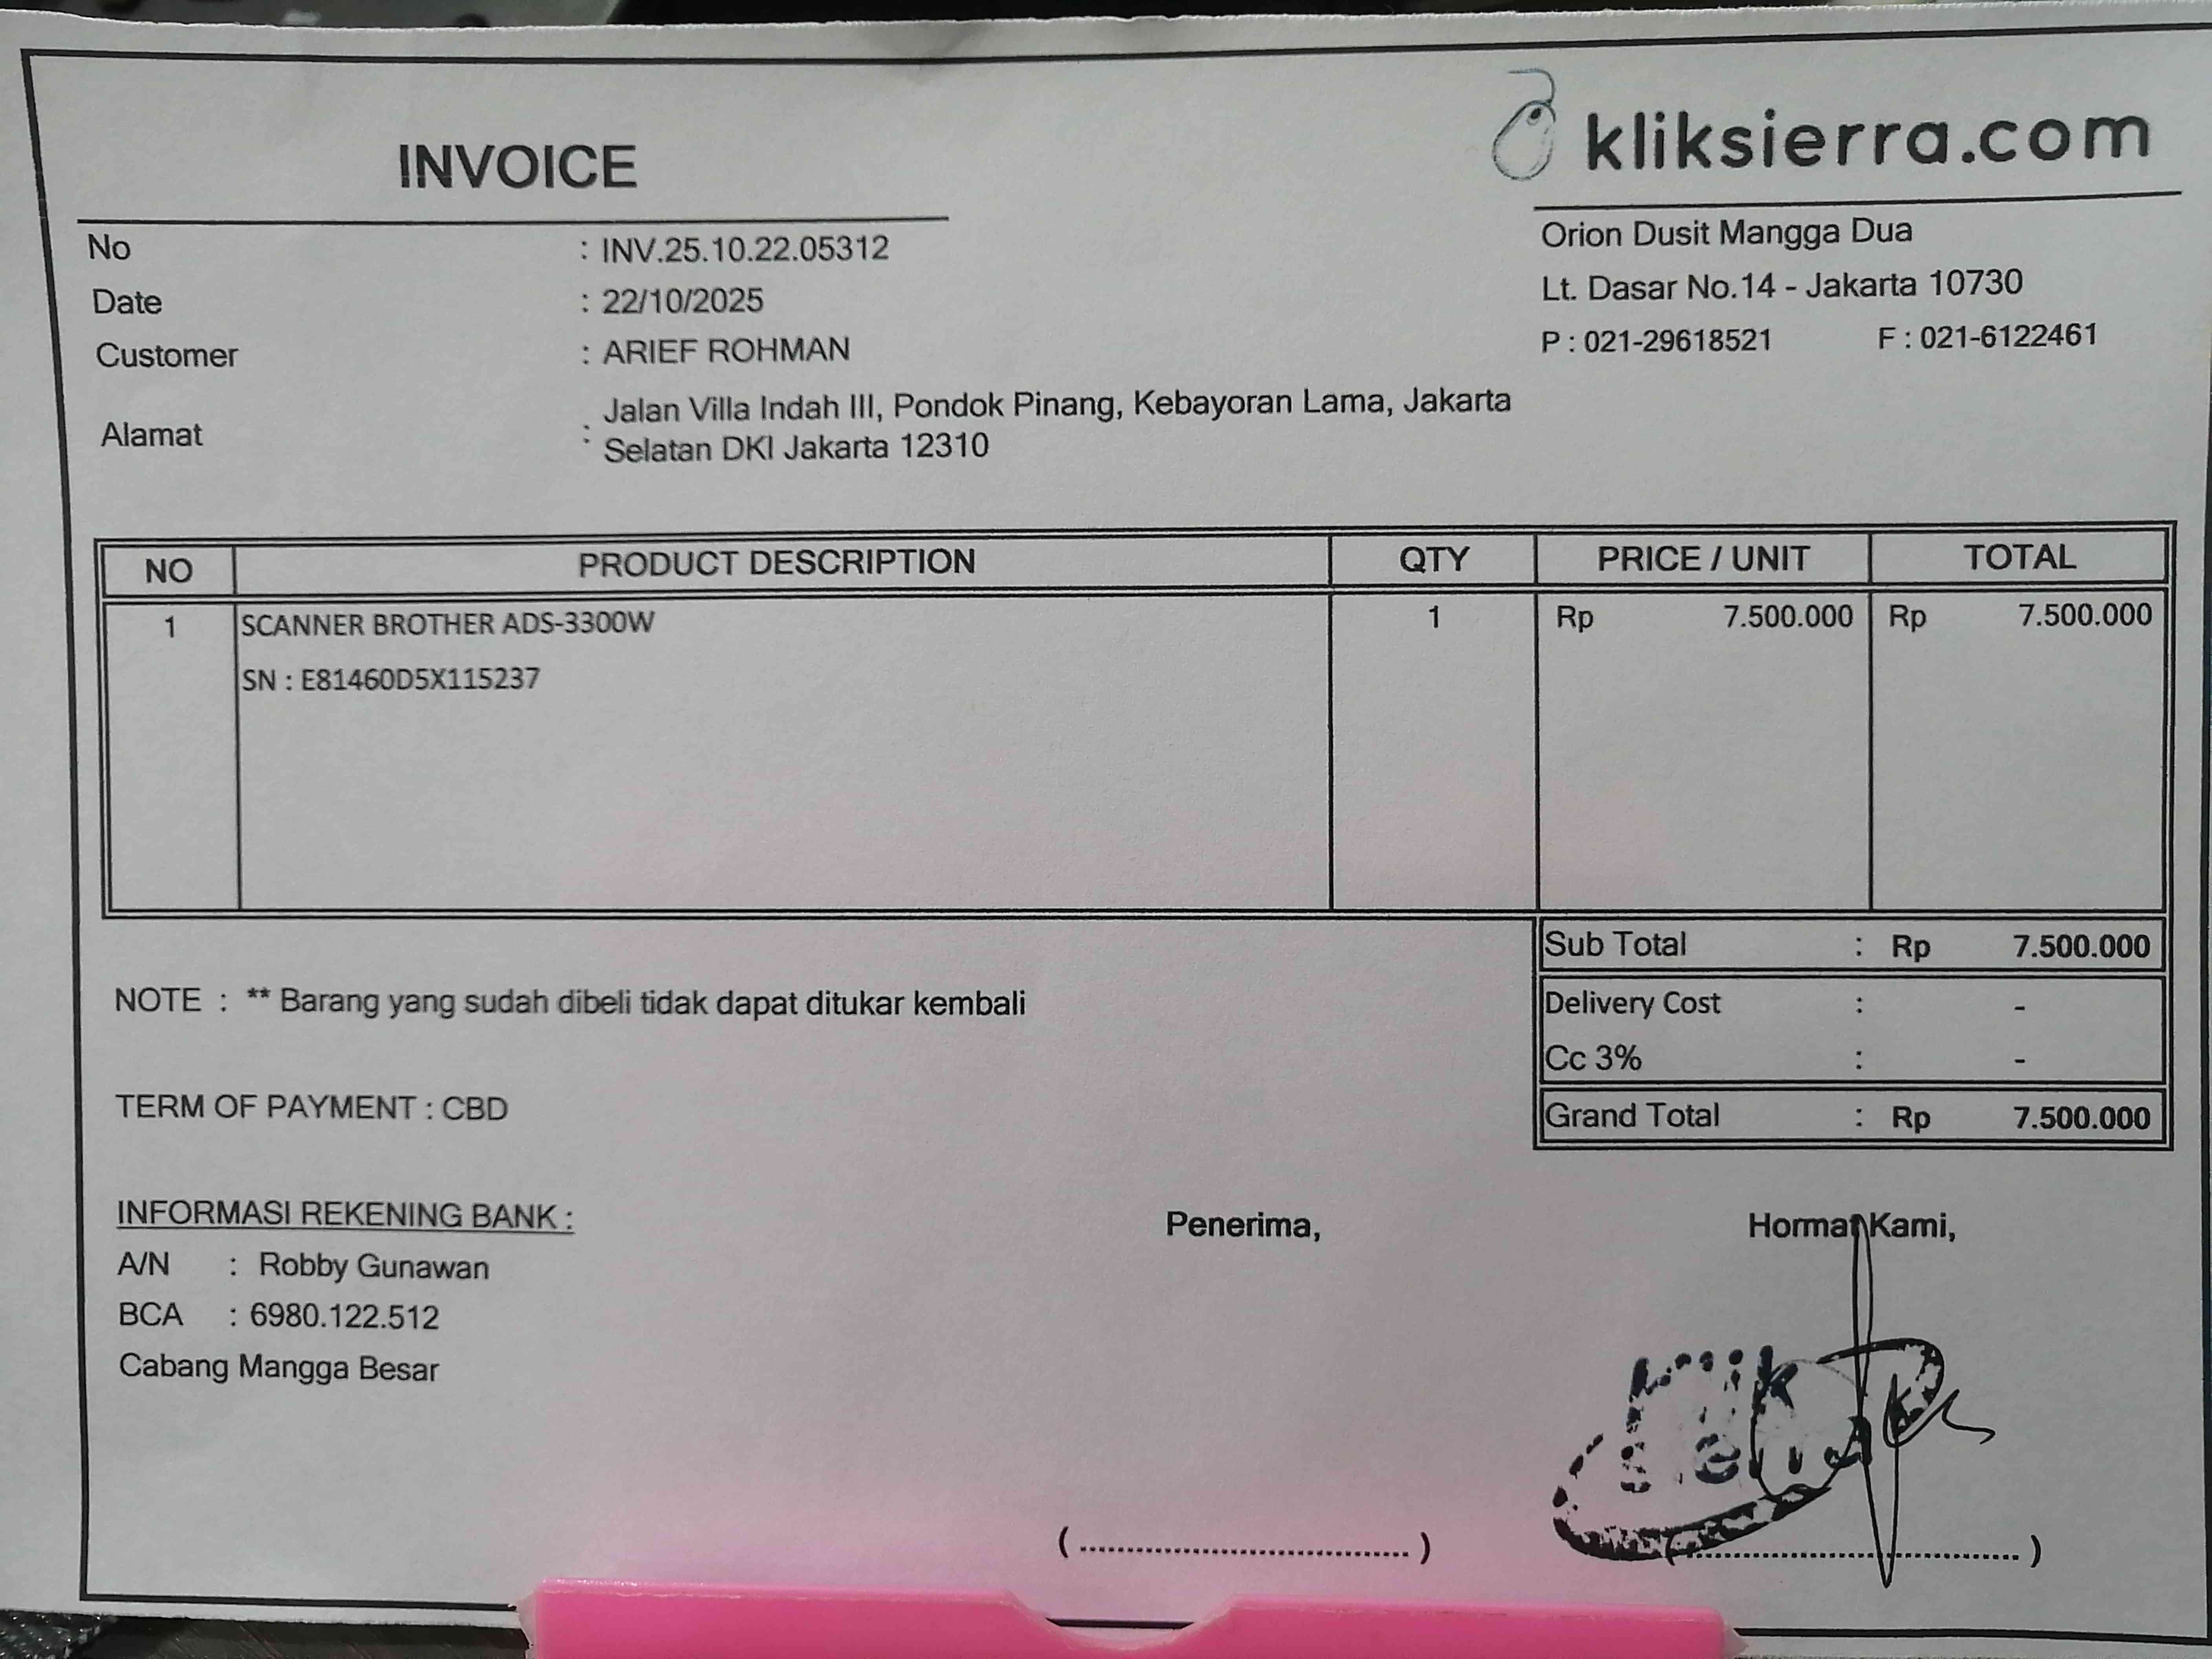 INVOICE
kliksierra.com
Orion Dusit Mangga Dua
Lt. Dasar No.14 - Jakarta 10730
P : 021-29618521 F : 021-6122461
No : INV.25.10.22.05312
Date : 22/10/2025
Customer : ARIEF ROHMAN
Alamat : Jalan Villa Indah III, Pondok Pinang, Kebayoran Lama, Jakarta
Selatan DKI Jakarta 12310
NO PRODUCT DESCRIPTION QTY PRICE / UNIT TOTAL
1 SCANNER BROTHER ADS-3300W 1 Rp 7.500.000 Rp 7.500.000
SN : E81460D5X115237
Sub Total : Rp 7.500.000
NOTE : ** Barang yang sudah dibeli tidak dapat ditukar kembali
Delivery Cost : -
Cc 3% : -
TERM OF PAYMENT : CBD
Grand Total : Rp 7.500.000
INFORMASI REKENING BANK :
A/N : Robby Gunawan
BCA : 6980.122.512
Cabang Mangga Besar
Penerima,
Hormat Kami,
(..............................)
(..............................)